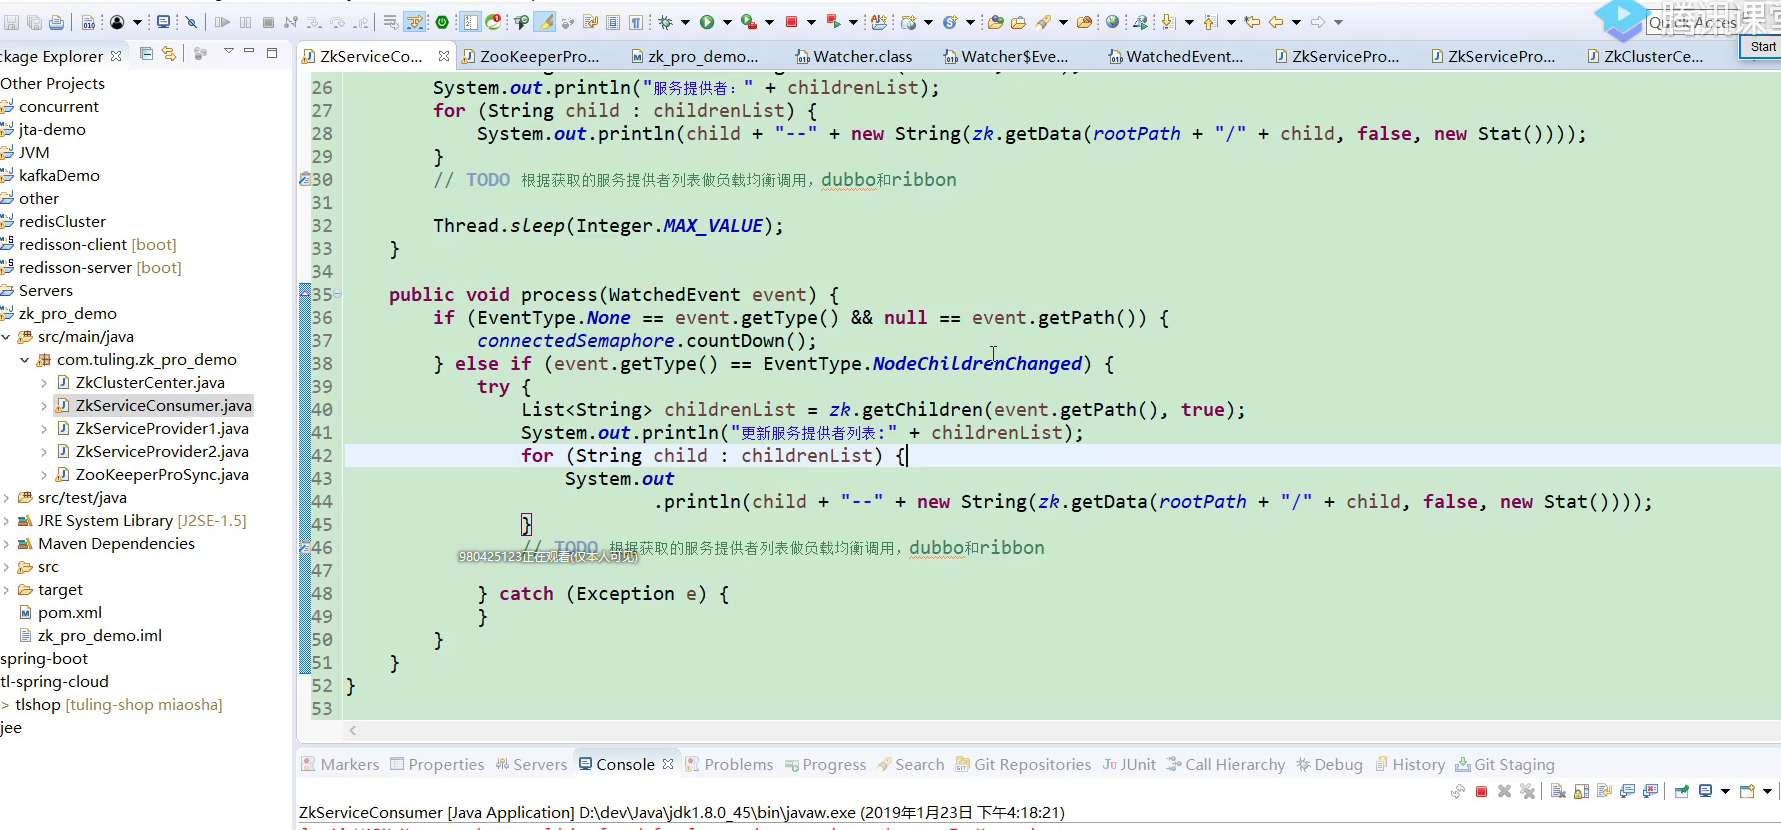 Quick Access
腾讯课堂
Start
ckage Explorer
ZkServiceCo...
ZooKeeperPro...
zk_pro_demo...
Watcher.class
Watcher$Eve...
WatchedEvent...
ZkServicePro...
ZkServicePro...
ZkClusterCe...
Other Projects
concurrent
jta-demo
JVM
kafkaDemo
other
redisCluster
redisson-client [boot]
redisson-server [boot]
Servers
zk_pro_demo
src/main/java
com.tuling.zk_pro_demo
ZkClusterCenter.java
ZkServiceConsumer.java
ZkServiceProvider1.java
ZkServiceProvider2.java
ZooKeeperProSync.java
src/test/java
JRE System Library [J2SE-1.5]
Maven Dependencies
src
target
pom.xml
zk_pro_demo.iml
spring-boot
tl-spring-cloud
> tlshop [tuling-shop miaosha]
jee
26 System.out.println("服务提供者：" + childrenList);
27 for (String child : childrenList) {
28 System.out.println(child + "--" + new String(zk.getData(rootPath + "/" + child, false, new Stat())));
29 }
30 // TODO 根据获取的服务提供者列表做负载均衡调用，dubbo和ribbon
31
32 Thread.sleep(Integer.MAX_VALUE);
33 }
34
35 public void process(WatchedEvent event) {
36 if (EventType.None == event.getType() && null == event.getPath()) {
37 connectedSemaphore.countDown();
38 } else if (event.getType() == EventType.NodeChildrenChanged) {
39 try {
40 List<String> childrenList = zk.getChildren(event.getPath(), true);
41 System.out.println("更新服务提供者列表:" + childrenList);
42 for (String child : childrenList) {
43 System.out
44 .println(child + "--" + new String(zk.getData(rootPath + "/" + child, false, new Stat())));
45 }
46 // TODO 根据获取的服务提供者列表做负载均衡调用，dubbo和ribbon
980425123正在观看(仅本人可见)
47
48 } catch (Exception e) {
49 }
50 }
51 }
52 }
53
Markers
Properties
Servers
Console
Problems
Progress
Search
Git Repositories
JUnit
Call Hierarchy
Debug
History
Git Staging
ZkServiceConsumer [Java Application] D:\dev\Java\jdk1.8.0_45\bin\javaw.exe (2019年1月23日 下午4:18:21)